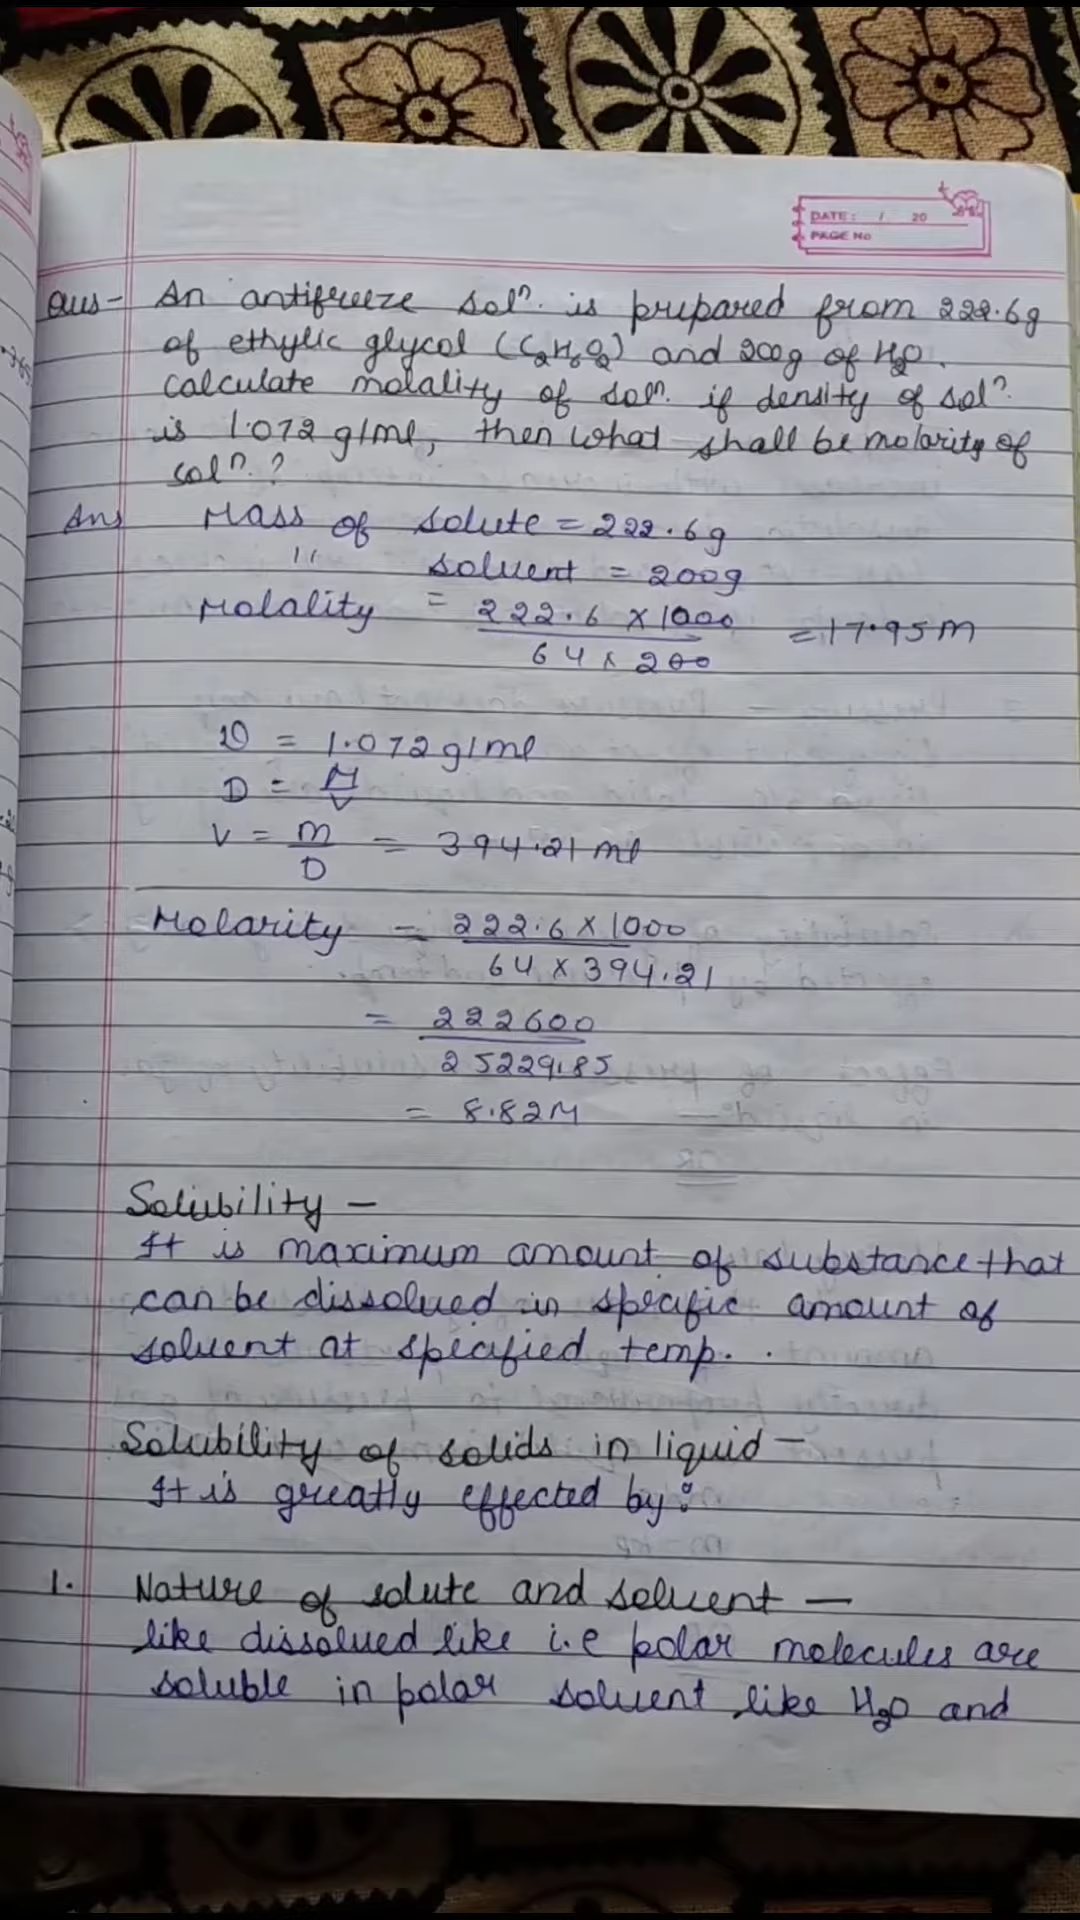 DATE: / 20
PAGE No
Ques- An antifreeze solⁿ. is prepared from 222.6g
of ethylic glycol (C₂H₆O₂) and 200g of H₂O.
calculate molality of solⁿ. if density of solⁿ.
is 1.072 g/ml, then what shall be molarity of
solⁿ.?
Ans Mass of solute = 222.6g
" solvent = 200g
Molality = 222.6 x 1000 = 17.95 m
64 x 200
D = 1.072 g/ml
D = M
V
V = m = 394.21 ml
D
Molarity = 222.6 x 1000
64 x 394.21
= 222600
25229.85
= 8.82 M
Solubility –
It is maximum amount of substance that
can be dissolved in specific amount of
solvent at specified temp. .
Solubility of solids in liquid –
It is greatly effected by:
1. Nature of solute and solvent –
like dissolved like i.e polar molecules are
soluble in polar solvent like H₂O and